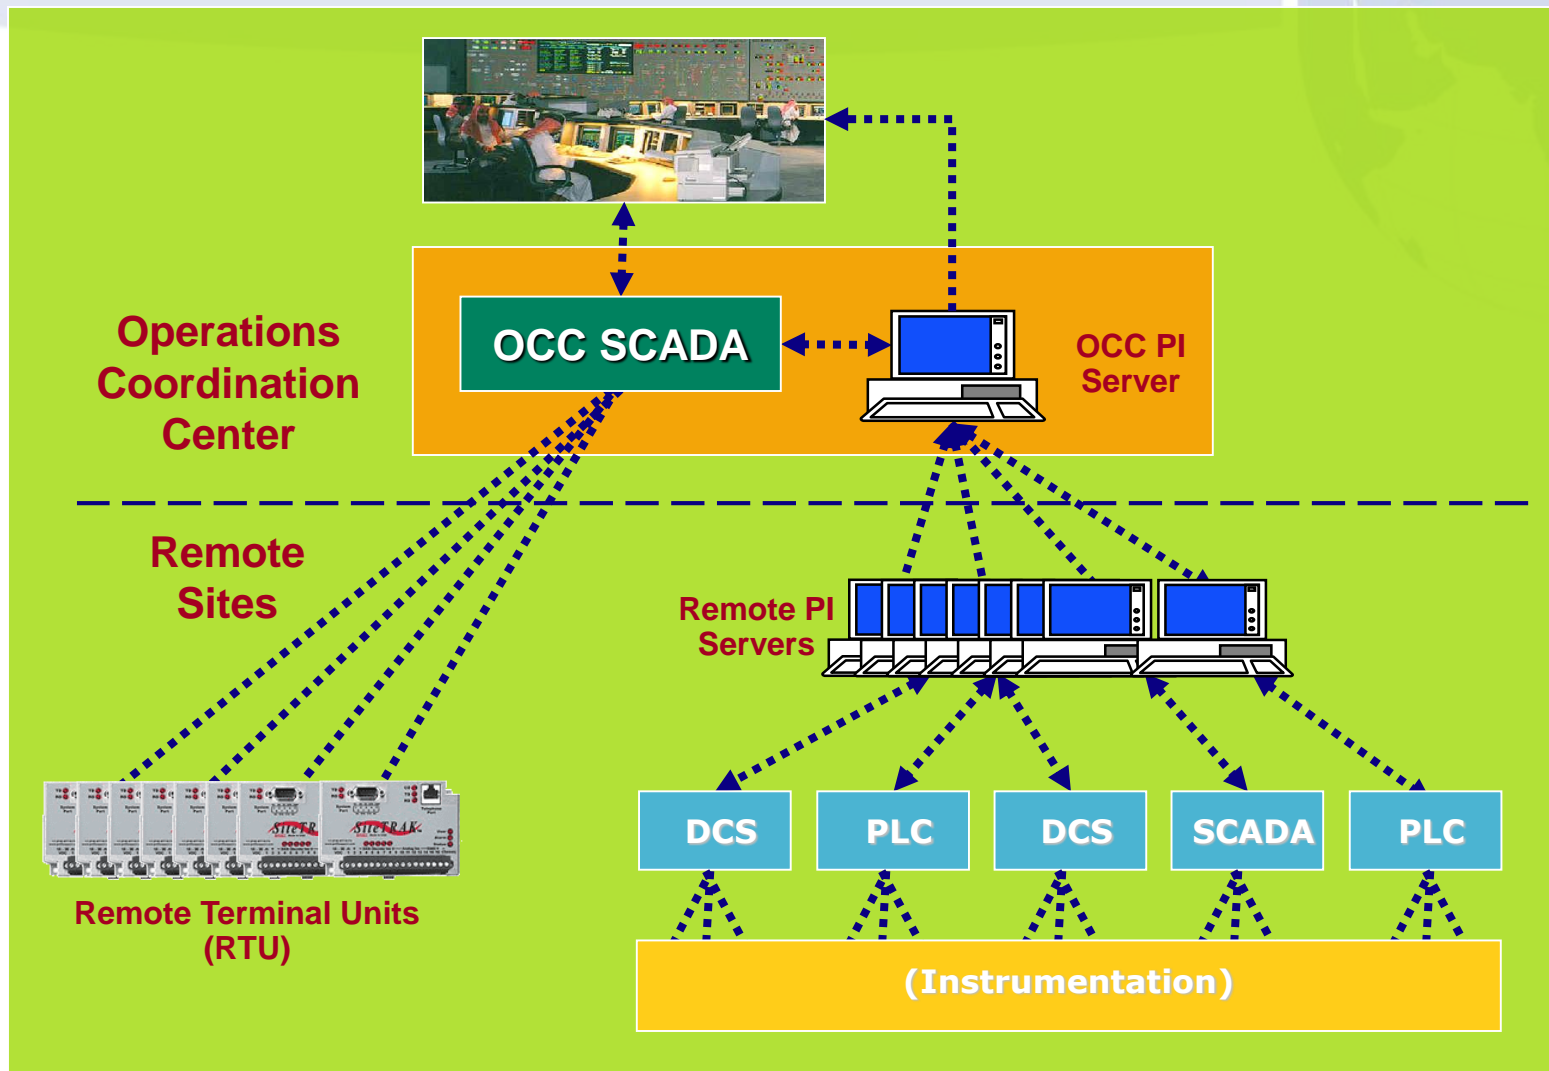 OCC SCADA
OCC PI
Server
Operations
Coordination
Center
Remote
Sites
Remote PI
Servers
SiteTRAK
DCS
PLC
DCS
SCADA
PLC
Remote Terminal Units
(RTU)
(Instrumentation)